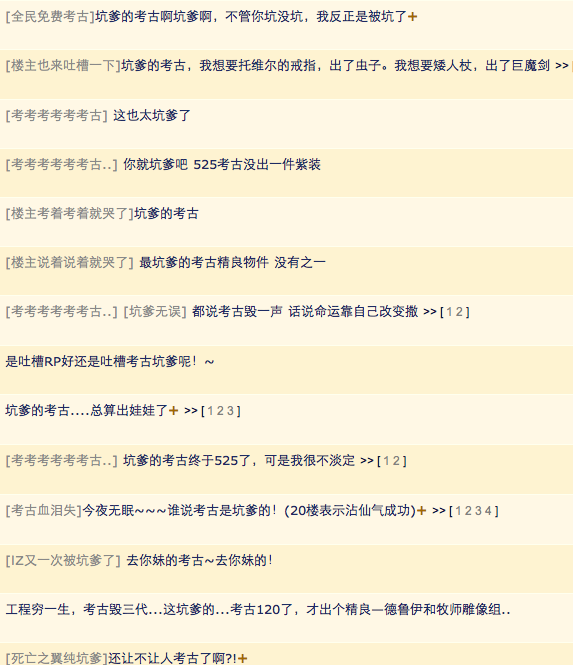 [全民免费考古]坑爹的考古啊坑爹啊，不管你坑没坑，我反正是被坑了+
[楼主也来吐槽一下]坑爹的考古，我想要托维尔的戒指，出了虫子。我想要矮人杖，出了巨魔剑 >> [
[考考考考考考古] 这也太坑爹了
[考考考考考考古..] 你就坑爹吧 525考古没出一件紫装
[楼主考着考着就哭了]坑爹的考古
[楼主说着说着就哭了] 最坑爹的考古精良物件 没有之一
[考考考考考考古..] [坑爹无误] 都说考古毁一声 话说命运靠自己改变撒 >> [ 1 2 ]
是吐槽RP好还是吐槽考古坑爹呢！~
坑爹的考古....总算出娃娃了+ >> [ 1 2 3 ]
[考考考考考考古..] 坑爹的考古终于525了，可是我很不淡定 >> [ 1 2 ]
[考古血泪失]今夜无眠~~~谁说考古是坑爹的！(20楼表示沾仙气成功)+ >> [ 1 2 3 4 ]
[IZ又一次被坑爹了] 去你妹的考古~去你妹的！
工程穷一生，考古毁三代...这坑爹的...考古120了，才出个精良—德鲁伊和牧师雕像组..
[死亡之翼纯坑爹]还让不让人考古了啊?!+